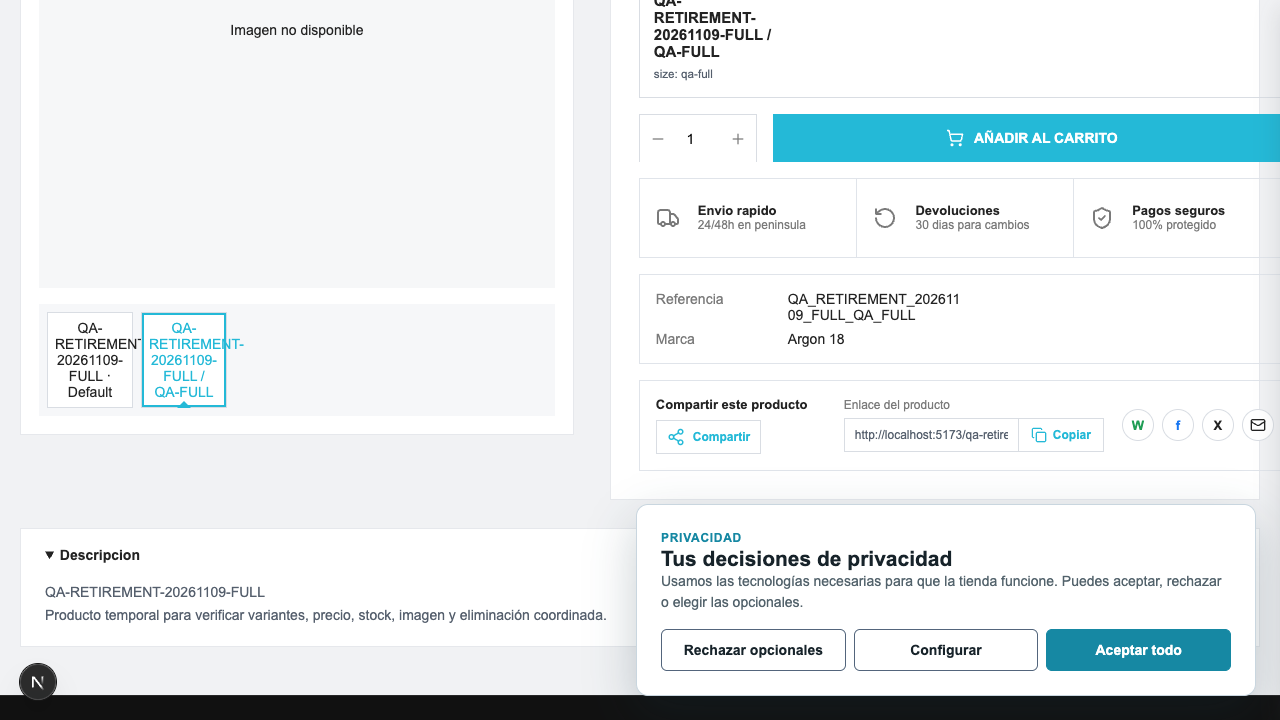 Imagen no disponible
QA-
RETIREMENT-
20261109-
FULL ·
Default
QA-
RETIREMENT-
20261109-
FULL /
QA-FULL
QA-
RETIREMENT-
20261109-FULL /
QA-FULL
size: qa-full
1
AÑADIR AL CARRITO
Envio rapido
24/48h en peninsula
Devoluciones
30 dias para cambios
Pagos seguros
100% protegido
Referencia
QA_RETIREMENT_202611
09_FULL_QA_FULL
Marca
Argon 18
Compartir este producto
Compartir
Enlace del producto
http://localhost:5173/qa-retire
Copiar
W
f
X
Descripcion
QA-RETIREMENT-20261109-FULL
Producto temporal para verificar variantes, precio, stock, imagen y eliminación coordinada.
PRIVACIDAD
Tus decisiones de privacidad
Usamos las tecnologías necesarias para que la tienda funcione. Puedes aceptar, rechazar
o elegir las opcionales.
Rechazar opcionales
Configurar
Aceptar todo
N